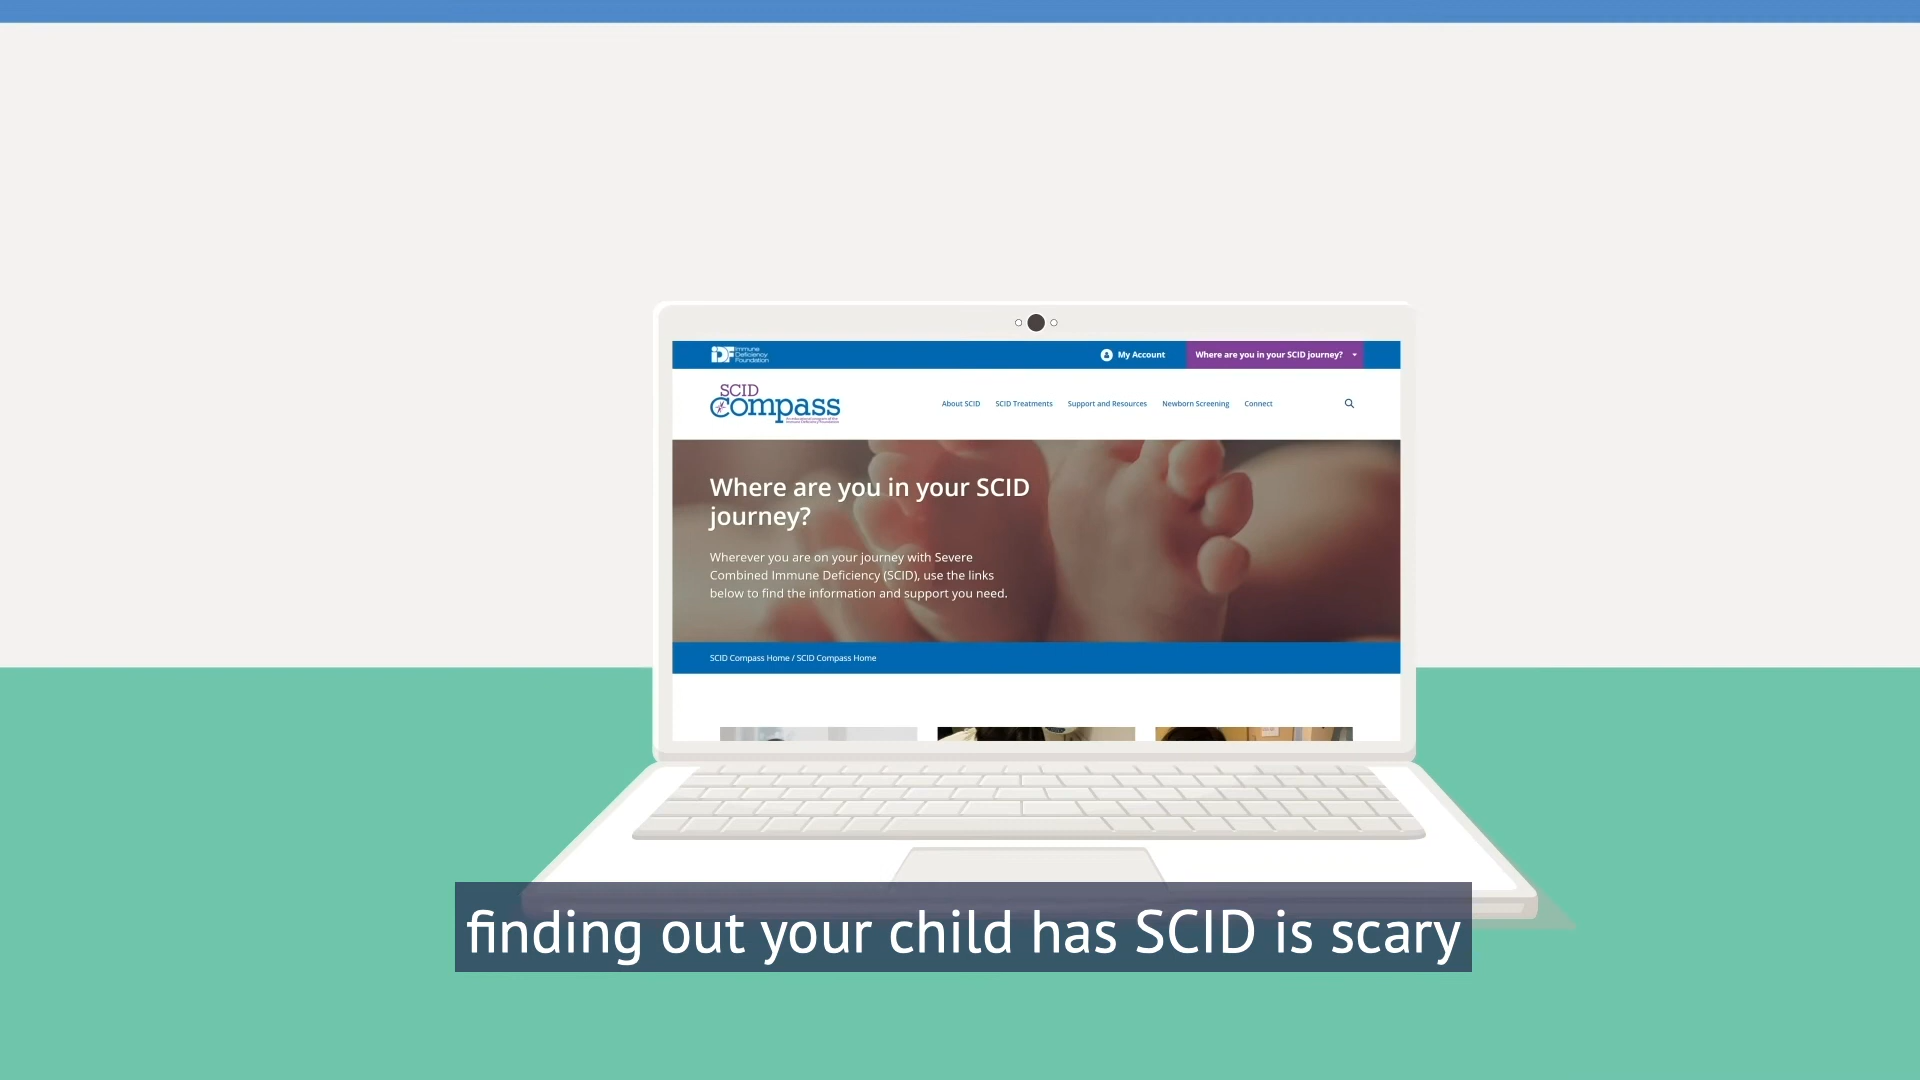 IDF Immune
Deficiency
Foundation
My Account
Where are you in your SCID journey?
SCID
Compass
About SCID
SCID Treatments
Support and Resources
Newborn Screening
Connect
Where are you in your SCID
journey?
Wherever you are on your journey with Severe
Combined Immune Deficiency (SCID), use the links
below to find the information and support you need.
SCID Compass Home / SCID Compass Home
finding out your child has SCID is scary